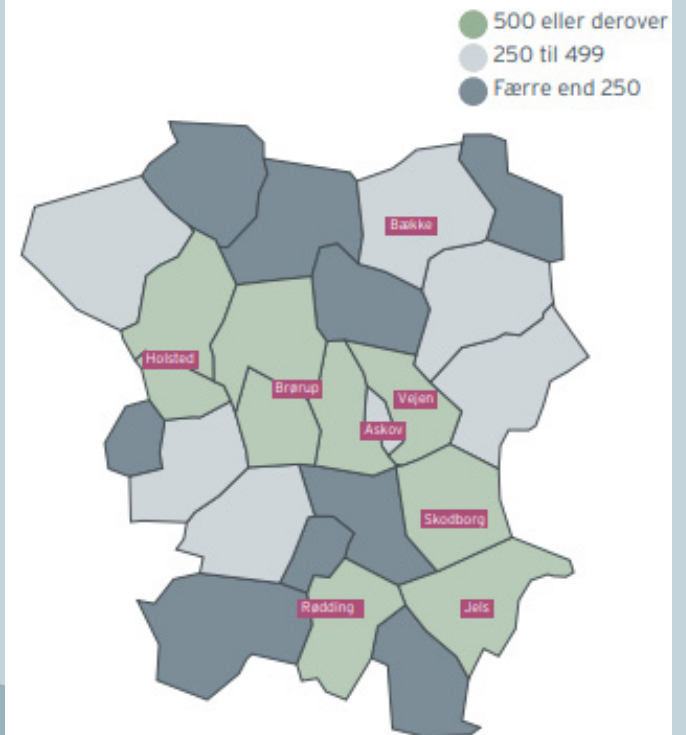 500 eller derover
250 til 499
Færre end 250
Bække
Holsted
Brørup
Vejen
Askov
Skodborg
Rødding
Jels